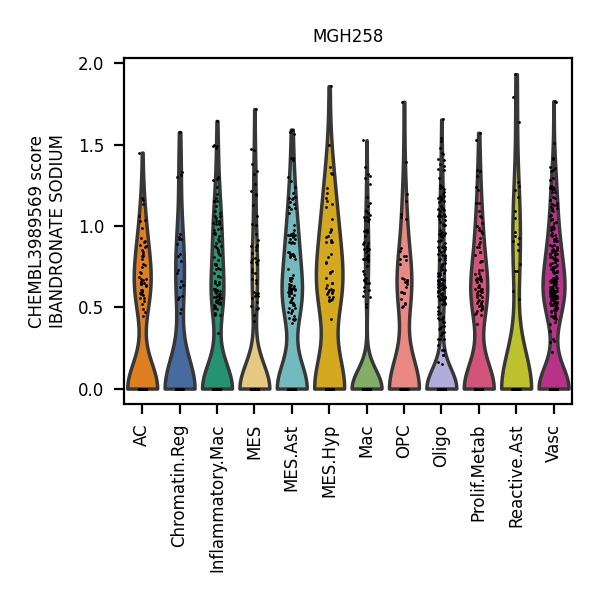 MGH258
CHEMBL3989569 score
IBANDRONATE SODIUM
2.0
1.5
1.0
0.5
0.0
AC
Chromatin.Reg
Inflammatory.Mac
MES
MES.Ast
MES.Hyp
Mac
OPC
Oligo
Prolif.Metab
Reactive.Ast
Vasc